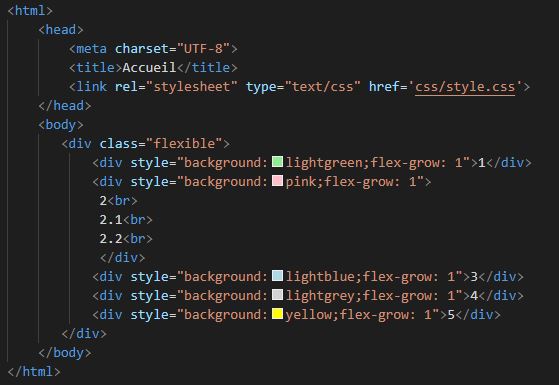 <html>
<head>
<meta charset="UTF-8">
<title>Accueil</title>
<link rel="stylesheet" type="text/css" href='css/style.css'>
</head>
<body>
<div class="flexible">
<div style="background:lightgreen;flex-grow: 1">1</div>
<div style="background:pink;flex-grow: 1">
2<br>
2.1<br>
2.2<br>
</div>
<div style="background:lightblue;flex-grow: 1">3</div>
<div style="background:lightgrey;flex-grow: 1">4</div>
<div style="background:yellow;flex-grow: 1">5</div>
</div>
</body>
</html>